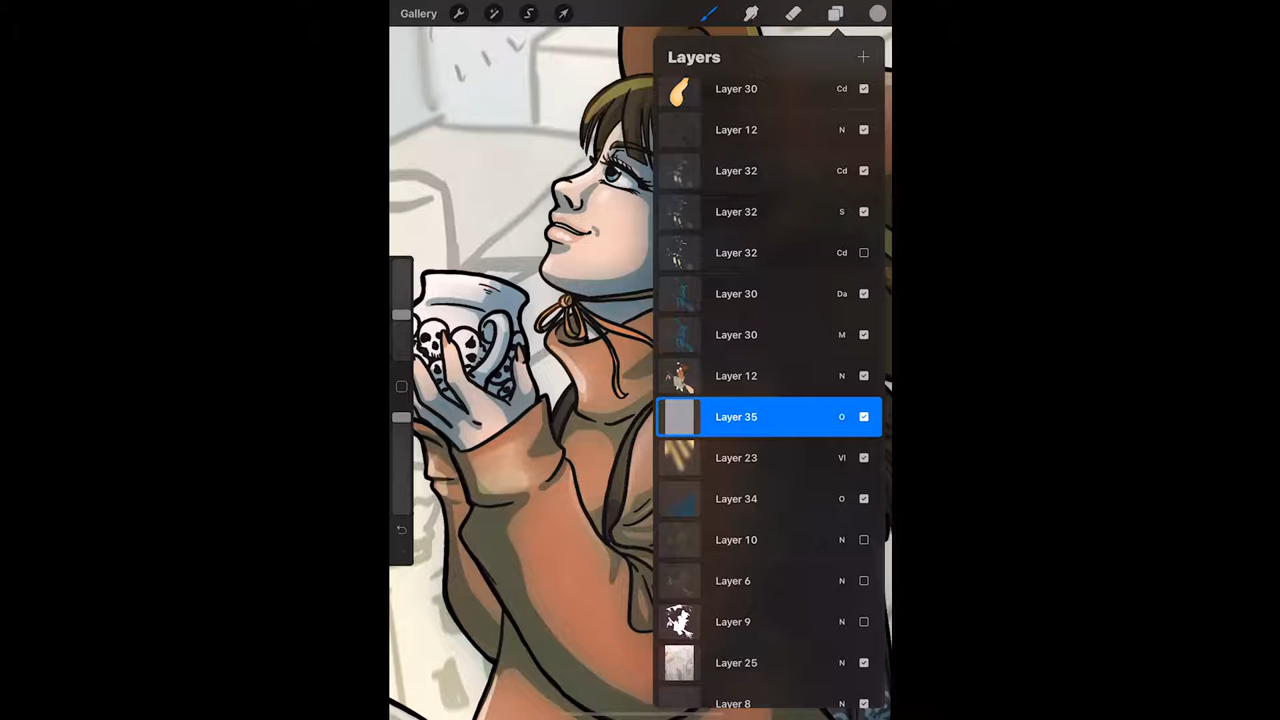 Gallery
Layers
Layer 30 Cd
Layer 12 N
Layer 32 Cd
Layer 32 S
Layer 32 Cd
Layer 30 Da
Layer 30 M
Layer 12 N
Layer 35 O
Layer 23 VI
Layer 34 O
Layer 10 N
Layer 6 N
Layer 9 N
Layer 25 N
Layer 8 N